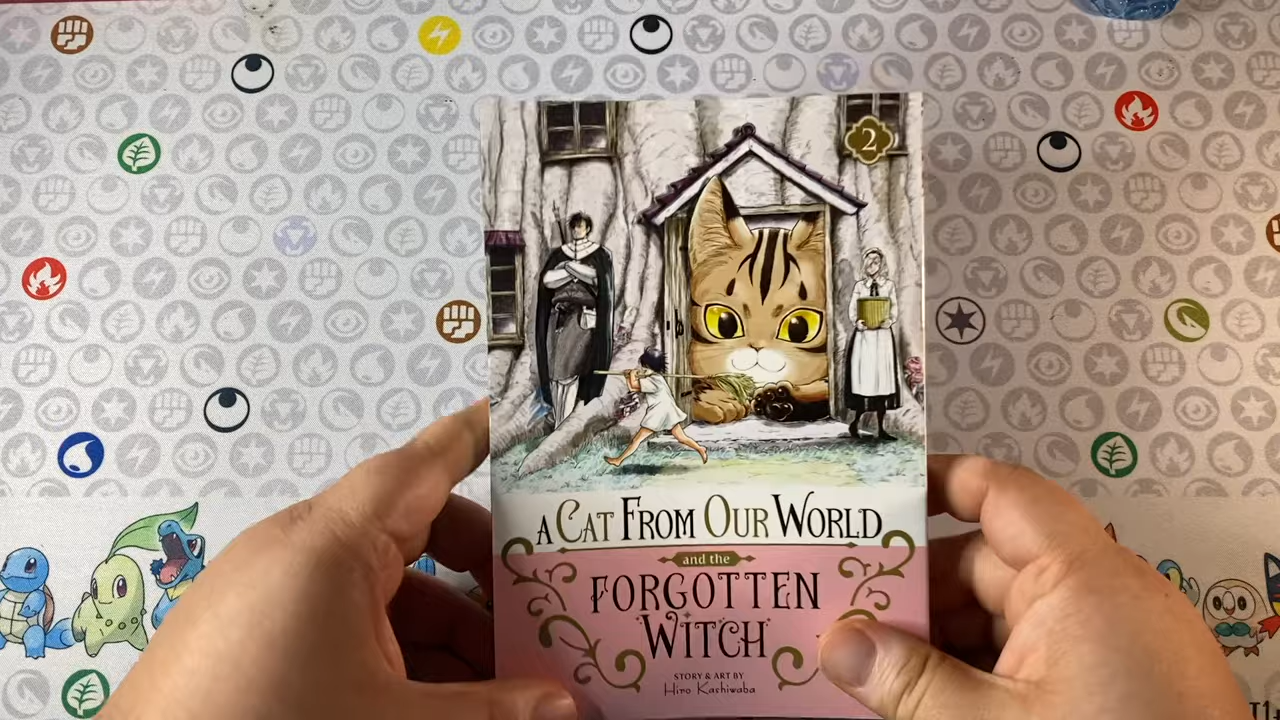 2
A CAT FROM OUR WORLD
and the
FORGOTTEN
WITCH
STORY & ART BY
Hiro Kashiwaba